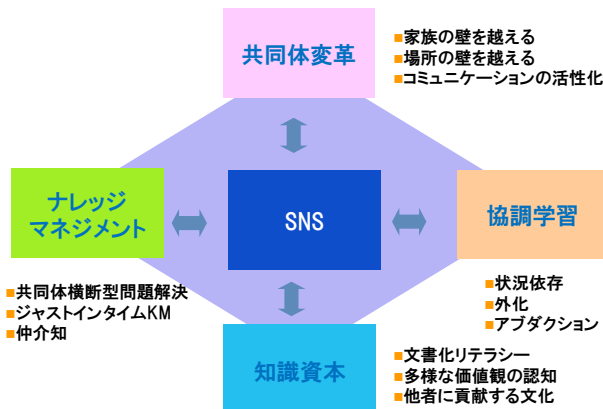 共同体変革
■家族の壁を越える
■場所の壁を越える
■コミュニケーションの活性化
ナレッジ
マネジメント
SNS
協調学習
■共同体横断型問題解決
■ジャストインタイムKM
■仲介知
■状況依存
■外化
■アブダクション
知識資本
■文書化リテラシー
■多様な価値観の認知
■他者に貢献する文化